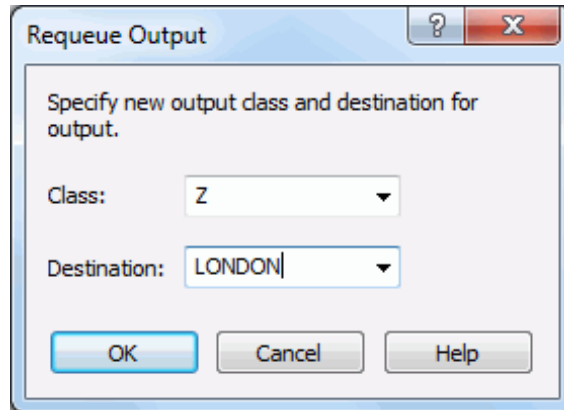 Requeue Output
?
Specify new output class and destination for
output.
Class: Z
Destination: LONDON
OK Cancel Help